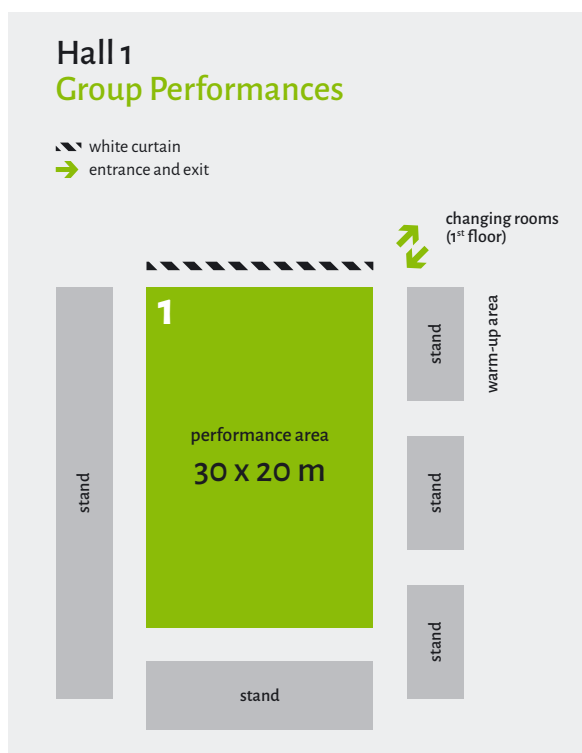 Hall 1
Group Performances
white curtain
entrance and exit
changing rooms
(1st floor)
1
performance area
30 x 20 m
stand
stand
warm-up area
stand
stand
stand